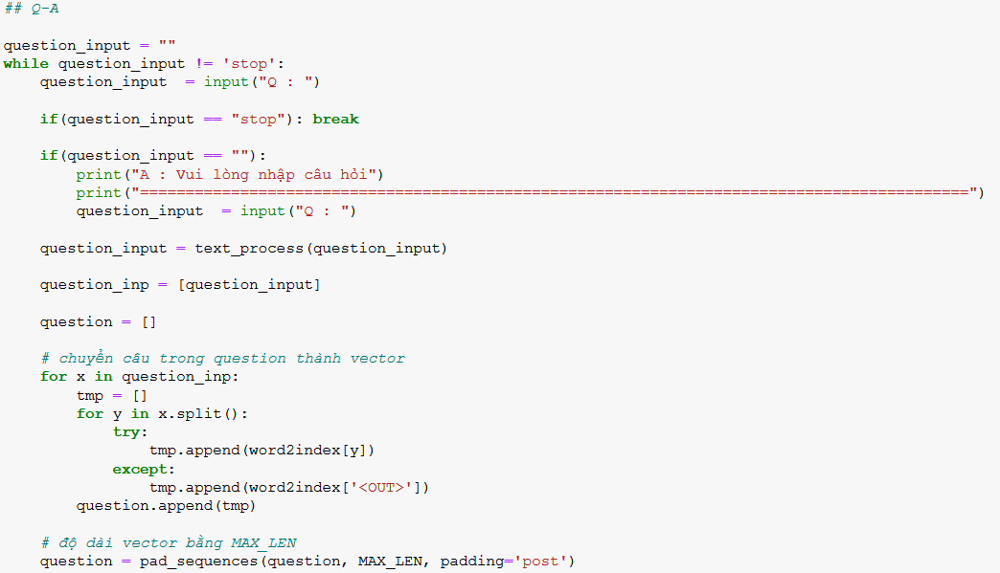 ## Q-A
question_input = ""
while question_input != 'stop':
    question_input  = input("Q : ")
    if(question_input == "stop"): break
    if(question_input == ""):
        print("A : Vui lòng nhập câu hỏi")
        print("===========================================================================================")
        question_input  = input("Q : ")
    question_input = text_process(question_input)
    question_inp = [question_input]
    question = []
    # chuyển câu trong question thành vector
    for x in question_inp:
        tmp = []
        for y in x.split():
            try:
                tmp.append(word2index[y])
            except:
                tmp.append(word2index['<OUT>'])
        question.append(tmp)
    # độ dài vector bằng MAX_LEN
    question = pad_sequences(question, MAX_LEN, padding='post')